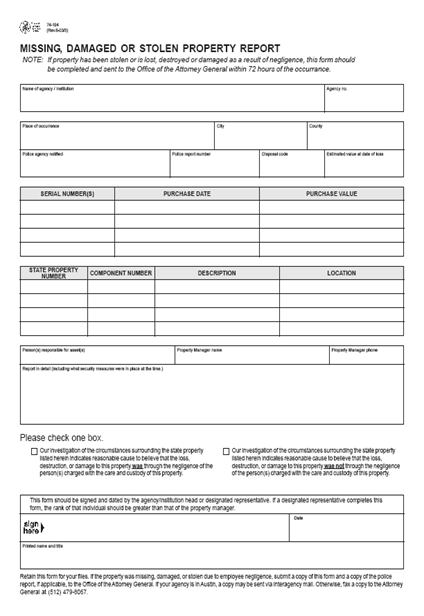 74-194
MISSING, DAMAGED OR STOLEN PROPERTY REPORT
NOTE: If property has been stolen or is lost, destroyed or damaged as a result of negligence, this form should
be completed and sent to the Office of the Attorney General within 72 hours of the occurrance.
Name of agency / institution
Agency no.
Place of occurrence
City
County
Police agency notified
Police report number
Disposal code
Estimated value at date of loss
SERIAL NUMBER(S)
PURCHASE DATE
PURCHASE VALUE
STATE PROPERTY
NUMBER
COMPONENT NUMBER
DESCRIPTION
LOCATION
Person(s) responsible for asset(s)
Property Manager name
Property Manager phone
Report in detail (including what security measures were in place at the time.)
Please check one box.
Our investigation of the circumstances surrounding the state property
listed herein indicates reasonable cause to believe that the loss,
destruction, or damage to this property was through the negligence of the
person(s) charged with the care and custody of this property.
Our investigation of the circumstances surrounding the state property
listed herein indicates reasonable cause to believe that the loss,
destruction, or damage to this property was not through the negligence
of the person(s) charged with the care and custody of this property.
This form should be signed and dated by the agency/institution head or designated representative. If a designated representative completes this
form, the rank of that individual should be greater than that of the property manager.
sign
here
Date
Printed name and title
Retain this form for your files. If the property was missing, damaged, or stolen due to employee negligence, submit a copy of this form and a copy of the police
report, if applicable, to the Office of the Attorney General. If your agency is in Austin, a copy may be sent via interagency mail. Otherwise, fax a copy to the
Attorney General at (512) 479-8067.